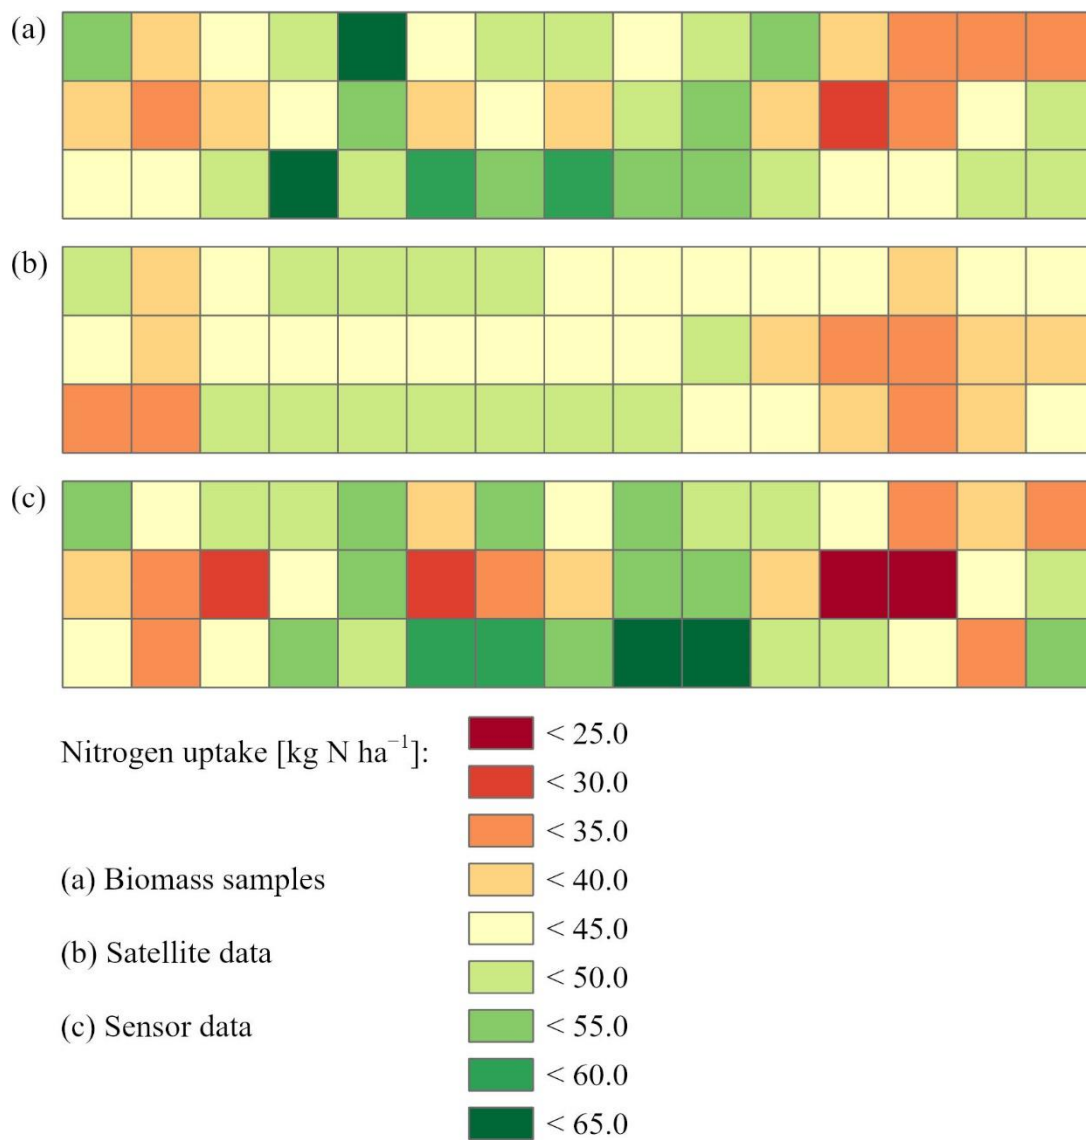 (a)
(b)
(c)
Nitrogen uptake [kg N ha⁻¹]:
< 25.0
< 30.0
< 35.0
(a) Biomass samples
< 40.0
< 45.0
(b) Satellite data
< 50.0
(c) Sensor data
< 55.0
< 60.0
< 65.0